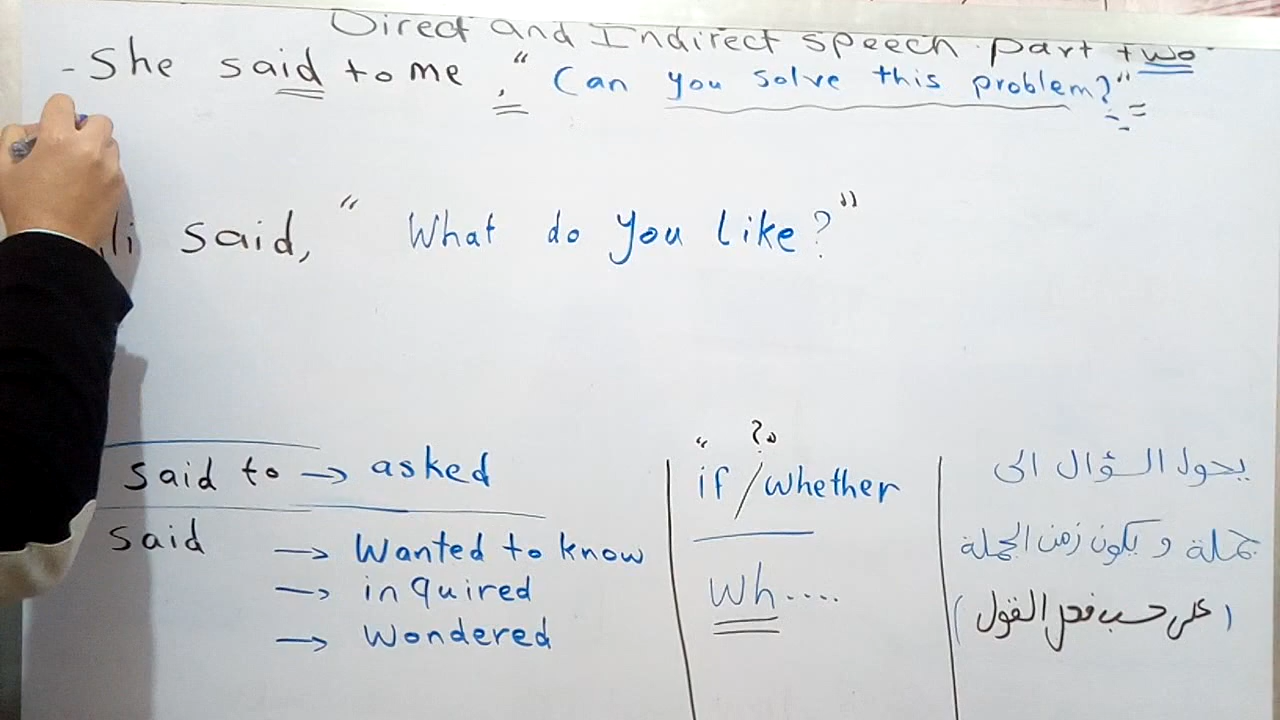 Direct and Indirect speech part two
- She said to me, " Can you solve this problem?"
li said, " What do you like?"
said to → asked
said → Wanted to know
→ inquired
→ Wondered
" ?"
if / whether
Wh....
يحول السؤال الى
جملة و يكون زمن الجملة
(على حسب فعل القول)